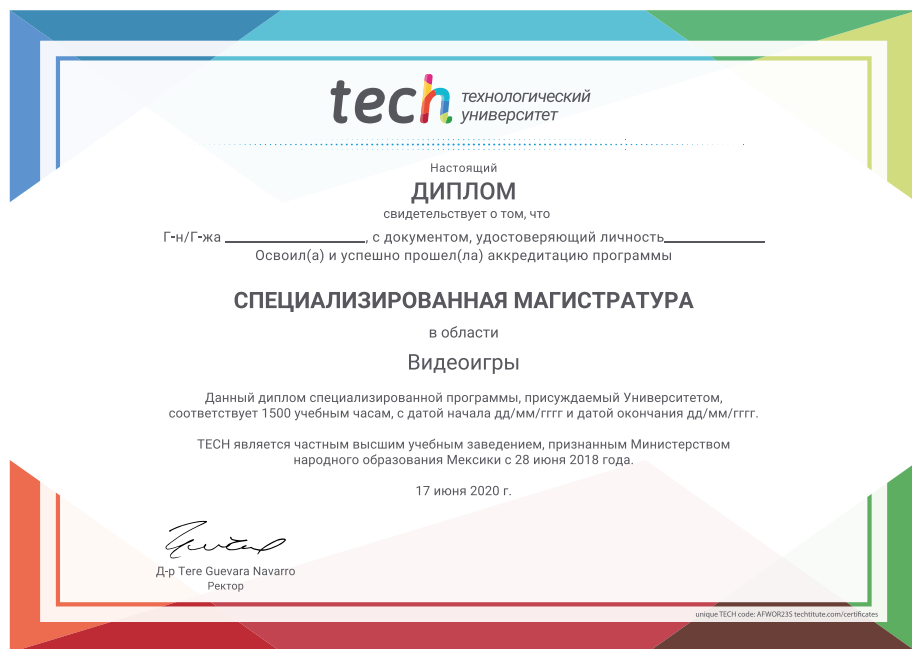 tech технологический
университет
Настоящий
ДИПЛОМ
свидетельствует о том, что
Г-н/Г-жа , с документом, удостоверяющий личность
Освоил(а) и успешно прошел(ла) аккредитацию программы
СПЕЦИАЛИЗИРОВАННАЯ МАГИСТРАТУРА
в области
Видеоигры
Данный диплом специализированной программы, присуждаемый Университетом,
соответствует 1500 учебным часам, с датой начала дд/мм/гггг и датой окончания дд/мм/гггг.
TECH является частным высшим учебным заведением, признанным Министерством
народного образования Мексики с 28 июня 2018 года.
17 июня 2020 г.
Д-р Tere Guevara Navarro
Ректор
unique TECH code: AFWOR23S techtitute.com/certificates